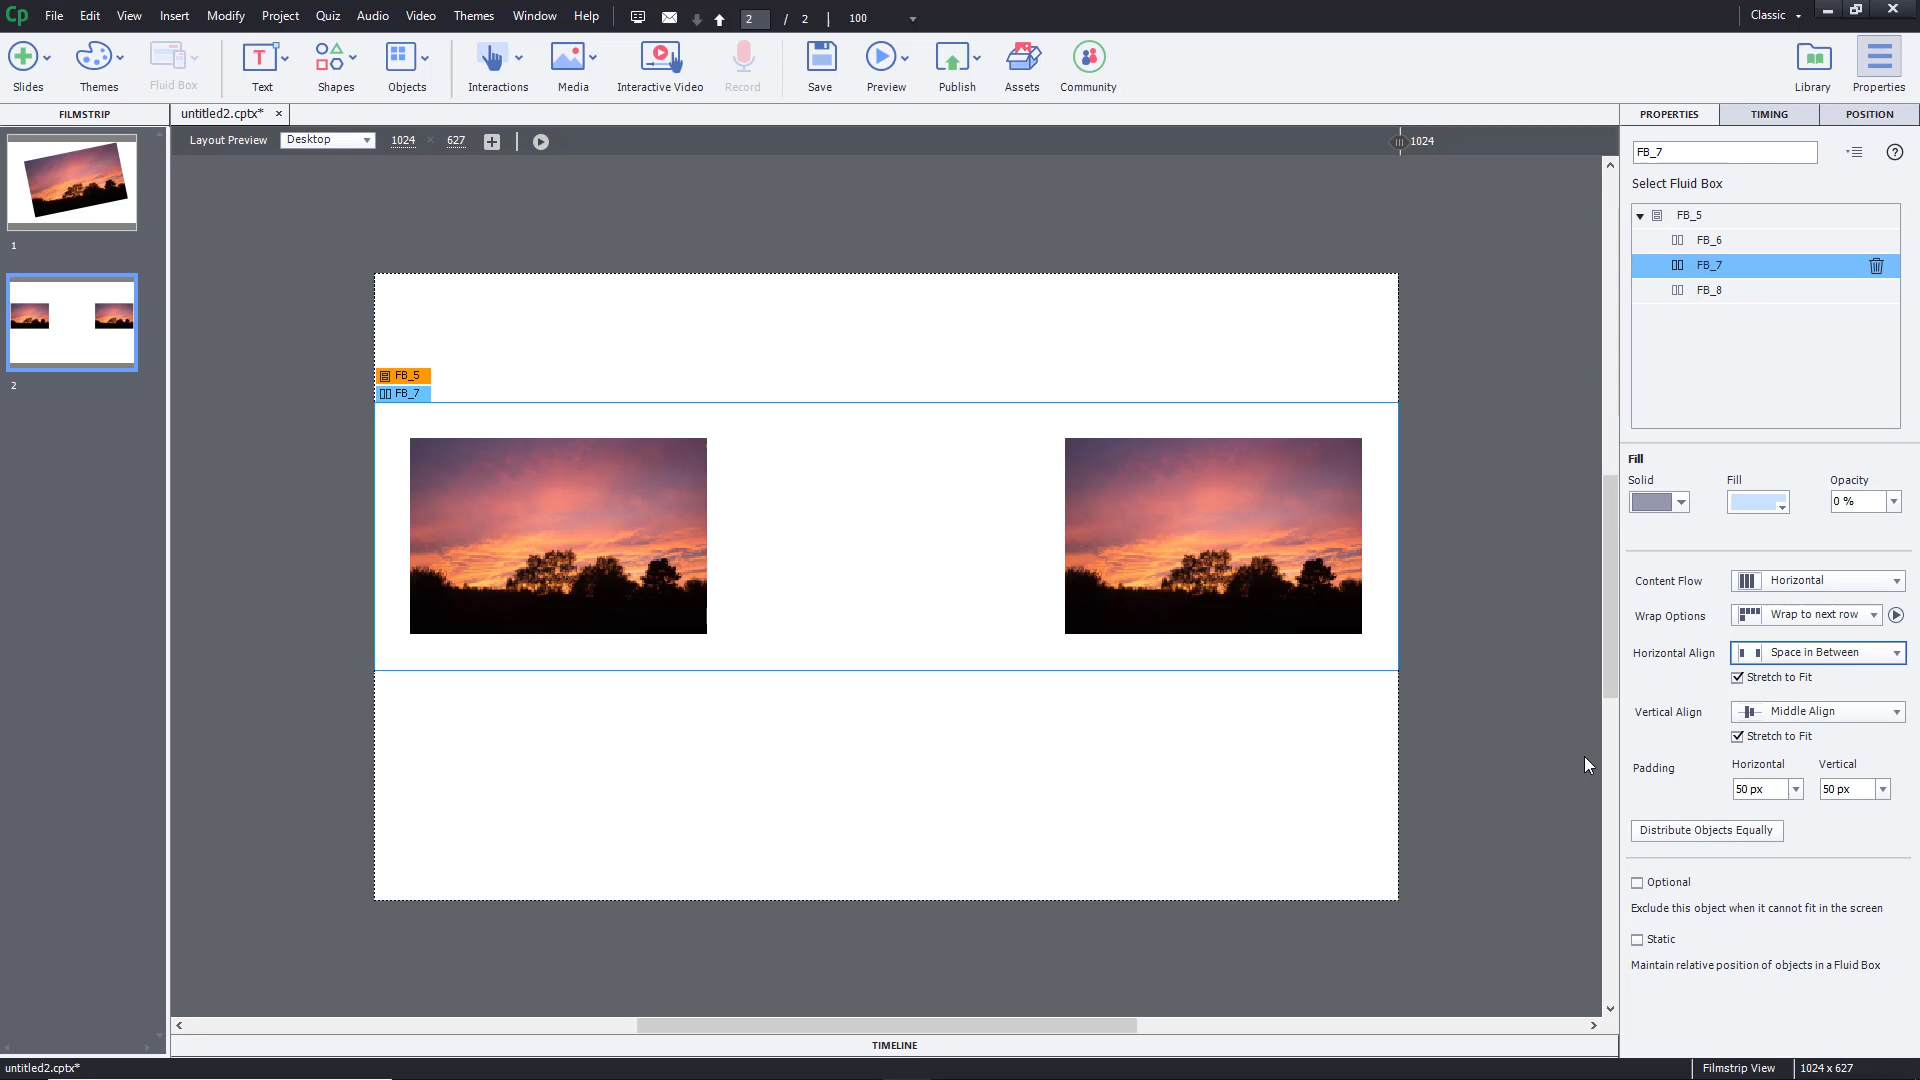 Cp File Edit View Insert Modify Project Quiz Audio Video Themes Window Help 2 / 2 100 Classic
Slides Themes Fluid Box Text Shapes Objects Interactions Media Interactive Video Record Save Preview Publish Assets Community Library Properties
FILMSTRIP untitled2.cptx* × PROPERTIES TIMING POSITION
Layout Preview Desktop 1024 × 627 1024
FB_7
Select Fluid Box
FB_5
FB_6
FB_7
FB_8
1
2
FB_5
FB_7
Fill
Solid Fill Opacity
0 %
Content Flow Horizontal
Wrap Options Wrap to next row
Horizontal Align Space in Between
Stretch to Fit
Vertical Align Middle Align
Stretch to Fit
Padding Horizontal Vertical
50 px 50 px
Distribute Objects Equally
Optional
Exclude this object when it cannot fit in the screen
Static
Maintain relative position of objects in a Fluid Box
TIMELINE
untitled2.cptx* Filmstrip View 1024 x 627